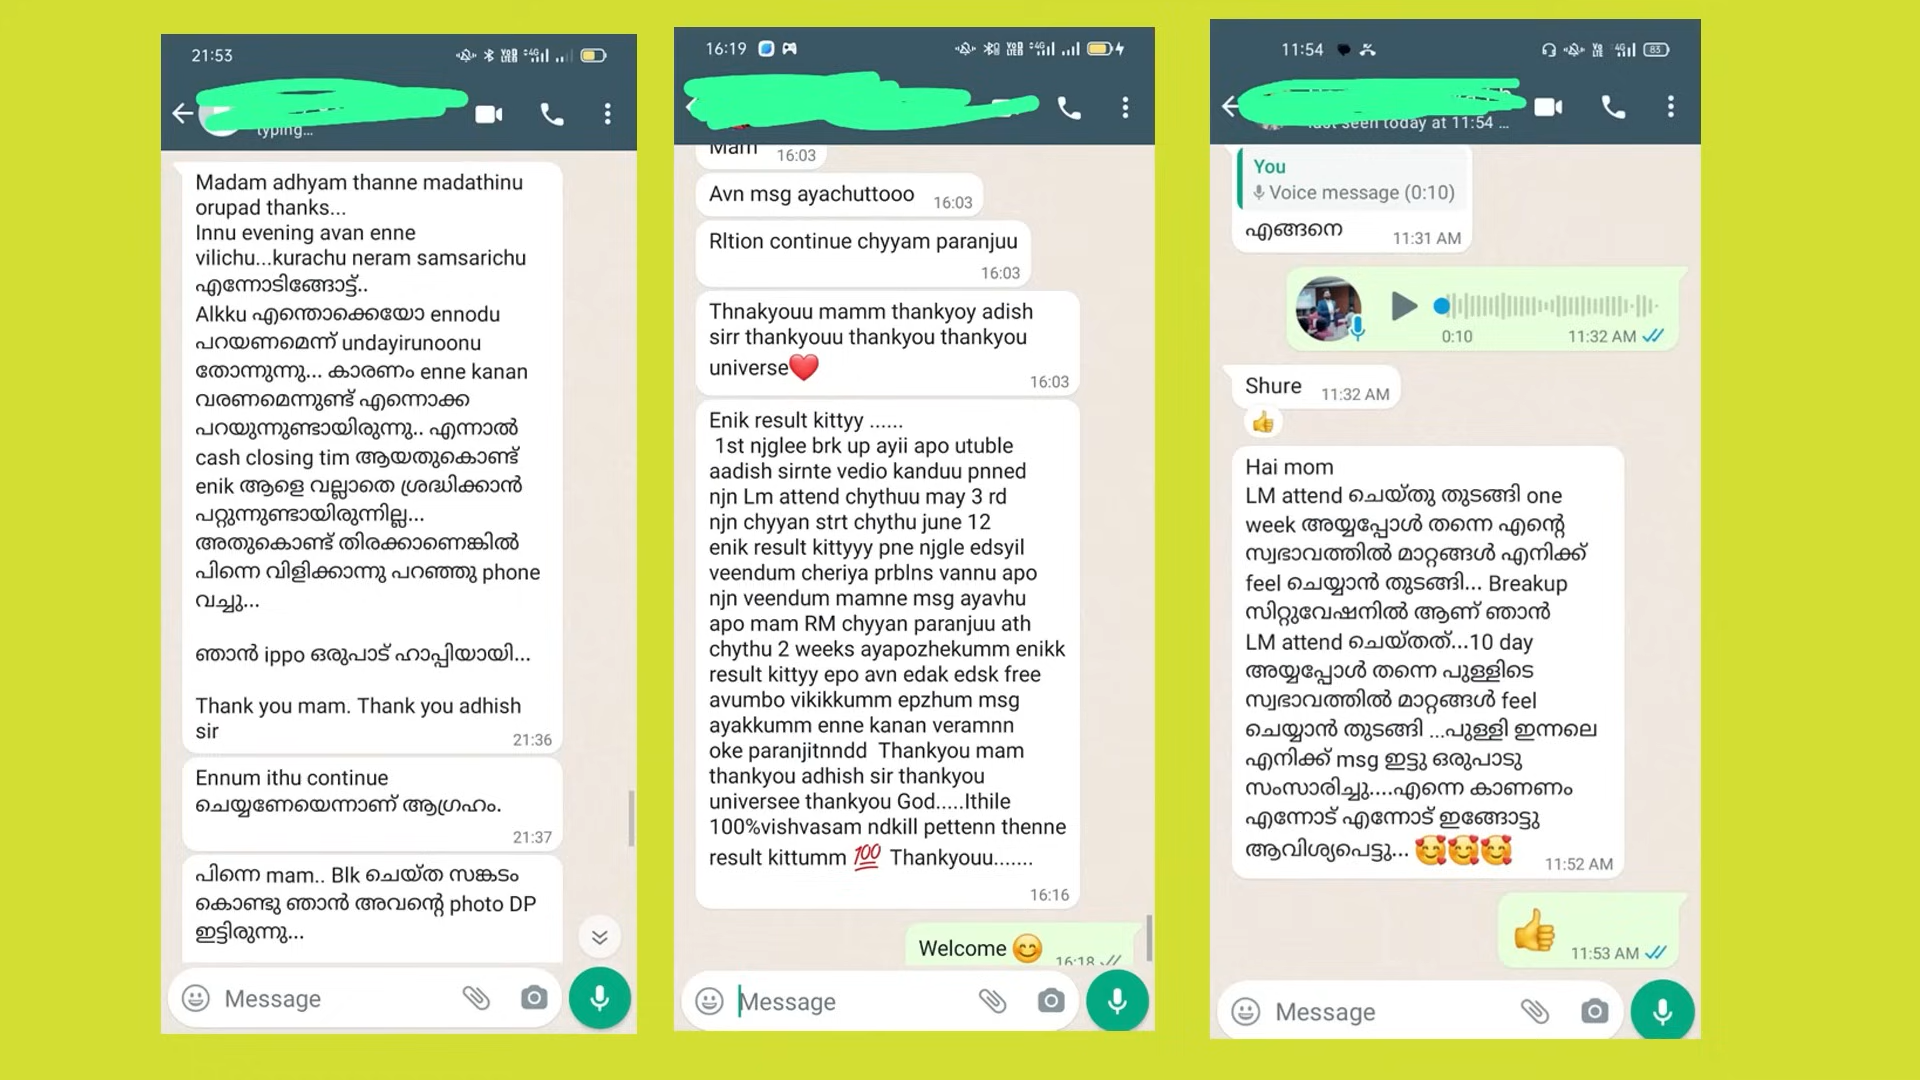 21:53
typing...
Madam adhyam thanne madathinu
orupad thanks...
Innu evening avan enne
vilichu...kurachu neram samsarichu
എന്നോടിങ്ങോട്ട്..
Alkku എന്തൊക്കെയോ ennodu
പറയണമെന്ന് undayirunoonu
തോന്നുന്നു... കാരണം enne kanan
വരണമെന്നുണ്ട് എന്നൊക്ക
പറയുന്നുണ്ടായിരുന്നു.. എന്നാൽ
cash closing tim ആയതുകൊണ്ട്
enik ആളെ വല്ലാതെ ശ്രദ്ധിക്കാൻ
പറ്റുന്നുണ്ടായിരുന്നില്ല...
അതുകൊണ്ട് തിരക്കാണെങ്കിൽ
പിന്നെ വിളിക്കാന്നു പറഞ്ഞു phone
വച്ചു...
ഞാൻ ippo ഒരുപാട് ഹാപ്പിയായി...
Thank you mam. Thank you adhish
sir
21:36
Ennum ithu continue
ചെയ്യണേയെന്നാണ് ആഗ്രഹം.
21:37
പിന്നെ mam.. Blk ചെയ്ത സങ്കടം
കൊണ്ടു ഞാൻ അവന്റെ photo DP
ഇട്ടിരുന്നു...
Message
16:19
Mam 16:03
Avn msg ayachuttooo 16:03
Rltion continue chyyam paranjuu
16:03
Thnakyouu mamm thankyoy adish
sirr thankyouu thankyou thankyou
universe❤️
16:03
Enik result kittyy ......
1st njglee brk up ayii apo utuble
aadish sirnte vedio kanduu pnned
njn Lm attend chythuu may 3 rd
njn chyyan strt chythu june 12
enik result kittyyy pne njgle edsyil
veendum cheriya prblns vannu apo
njn veendum mamne msg ayavhu
apo mam RM chyyan paranjuu ath
chythu 2 weeks ayapozhekumm enikk
result kittyy epo avn edak edsk free
avumbo vikikkumm epzhum msg
ayakkumm enne kanan veramnn
oke paranjitnndd Thankyou mam
thankyou adhish sir thankyou
universee thankyou God.....Ithile
100%vishvasam ndkill pettenn thenne
result kittumm 💯 Thankyouu.......
16:16
Welcome 😊 16:18
Message
11:54 83
last seen today at 11:54 ...
You
Voice message (0:10)
എങ്ങനെ 11:31 AM
0:10 11:32 AM
Shure 11:32 AM
👍
Hai mom
LM attend ചെയ്തു തുടങ്ങി one
week അയ്യപ്പോൾ തന്നെ എന്റെ
സ്വഭാവത്തിൽ മാറ്റങ്ങൾ എനിക്ക്
feel ചെയ്യാൻ തുടങ്ങി... Breakup
സിറ്റുവേഷനിൽ ആണ് ഞാൻ
LM attend ചെയ്തത്...10 day
അയ്യപ്പോൾ തന്നെ പുള്ളിടെ
സ്വഭാവത്തിൽ മാറ്റങ്ങൾ feel
ചെയ്യാൻ തുടങ്ങി ...പുള്ളി ഇന്നലെ
എനിക്ക് msg ഇട്ടു ഒരുപാടു
സംസാരിച്ചു....എന്നെ കാണണം
എന്നോട് എന്നോട് ഇങ്ങോട്ടു
ആവിശ്യപെട്ടു... 🥰🥰🥰
11:52 AM
👍 11:53 AM
Message